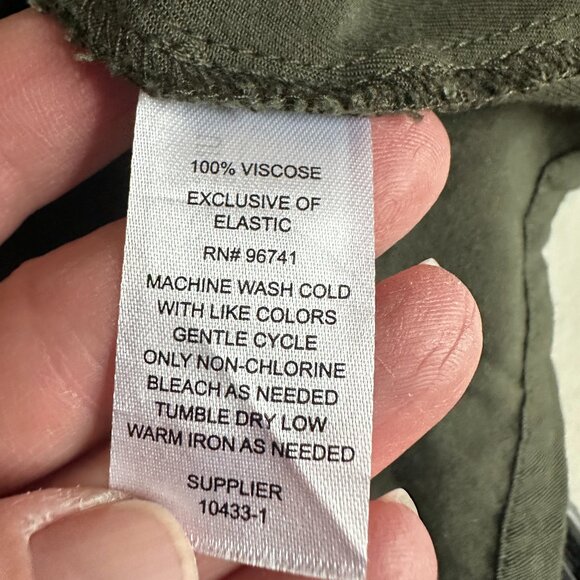 100% VISCOSE
EXCLUSIVE OF
ELASTIC
RN# 96741
MACHINE WASH COLD
WITH LIKE COLORS
GENTLE CYCLE
ONLY NON-CHLORINE
BLEACH AS NEEDED
TUMBLE DRY LOW
WARM IRON AS NEEDED
SUPPLIER
10433-1